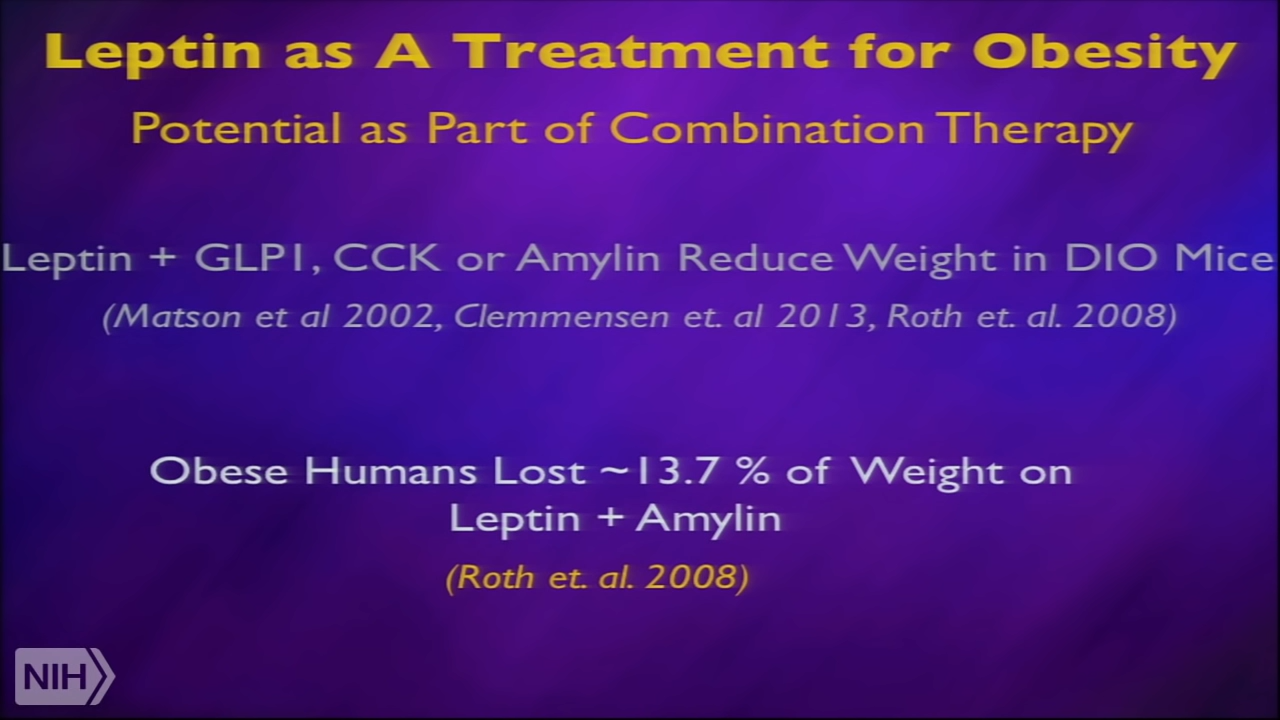 Leptin as A Treatment for Obesity
Potential as Part of Combination Therapy
Leptin + GLP1, CCK or Amylin Reduce Weight in DIO Mice
(Matson et al 2002, Clemmensen et. al 2013, Roth et. al. 2008)
Obese Humans Lost ~13.7 % of Weight on
Leptin + Amylin
(Roth et. al. 2008)
NIH